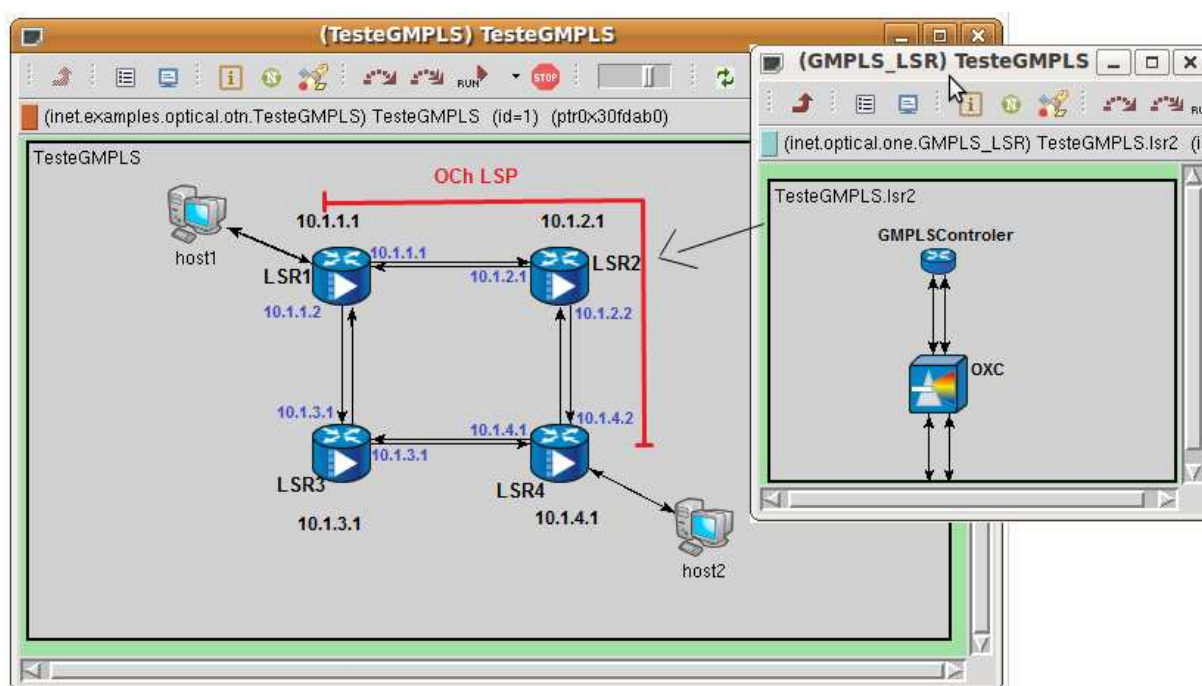 (TesteGMPLS) TesteGMPLS
RUN
STOP
(inet.examples.optical.otn.TesteGMPLS) TesteGMPLS (id=1) (ptr0x30fdab0)
TesteGMPLS
OCh LSP
host1
10.1.1.1
10.1.2.1
LSR1
10.1.1.1
10.1.2.1
LSR2
10.1.1.2
10.1.2.2
10.1.3.1
10.1.4.1
10.1.4.2
10.1.3.1
LSR3
LSR4
10.1.3.1
10.1.4.1
host2
(GMPLS_LSR) TesteGMPLS
(inet.optical.one.GMPLS_LSR) TesteGMPLS.lsr2 (i
TesteGMPLS.lsr2
GMPLSControler
OXC